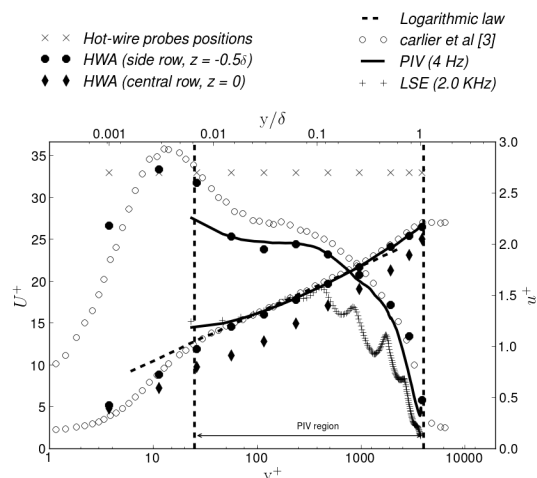 Logarithmic law
× × Hot-wire probes positions
carlier et al [3]
HWA (side row, z = -0.5δ)
PIV (4 Hz)
HWA (central row, z = 0)
LSE (2.0 KHz)
y/δ
0.001 0.01 0.1 1
35 3.0
30 2.5
25 2.0
20
15 1.5
10 1.0
5 0.5
0 0.0
U+
u+
PIV region
1 10 100 1000 10000
y+